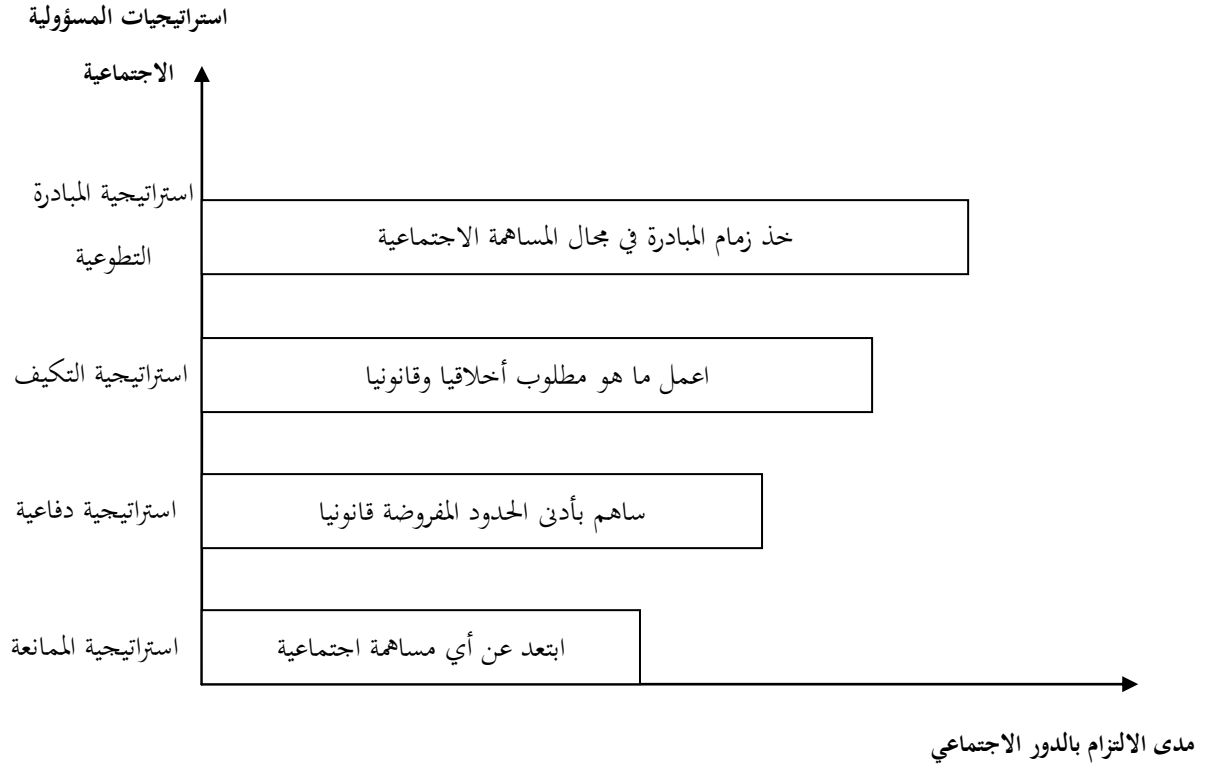 استراتيجيات المسؤولية
الاجتماعية
استراتيجية المبادرة
التطوعية
خذ زمام المبادرة في مجال المساهمة الاجتماعية
استراتيجية التكيف
اعمل ما هو مطلوب أخلاقيا وقانونيا
استراتيجية دفاعية
ساهم بأدنى الحدود المفروضة قانونيا
استراتيجية الممانعة
ابتعد عن أي مساهمة اجتماعية
مدى الالتزام بالدور الاجتماعي